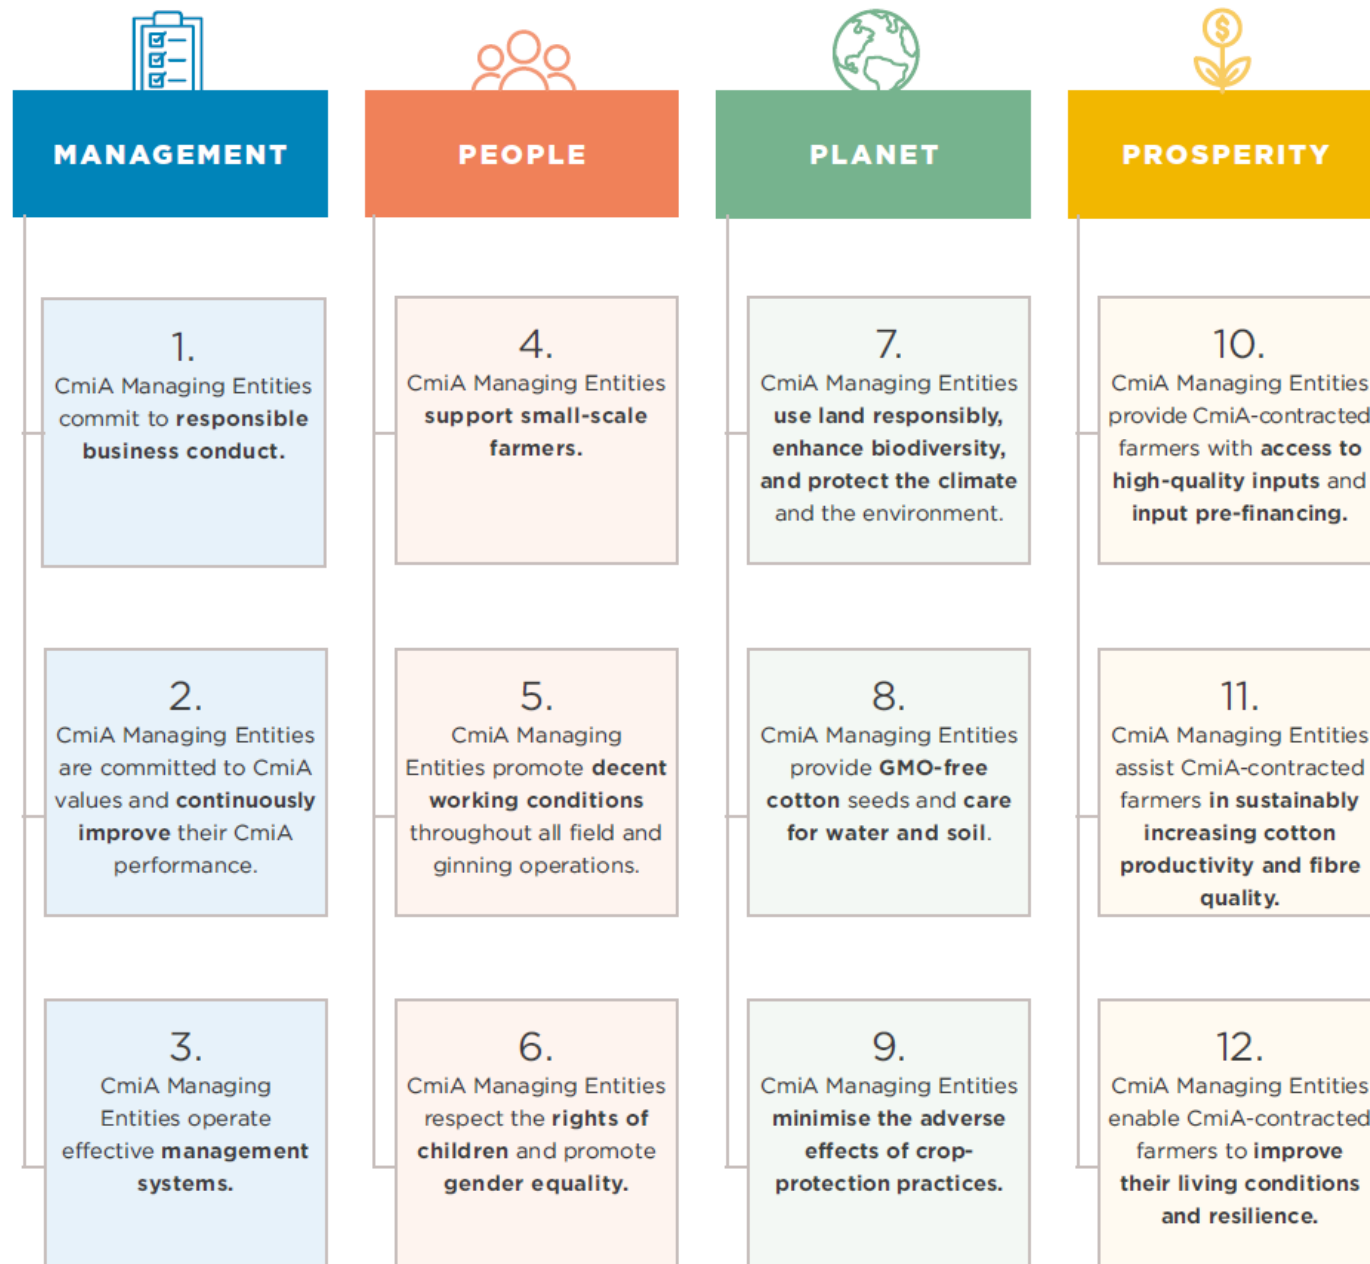 MANAGEMENT
1.
CmiA Managing Entities
commit to responsible
business conduct.
2.
CmiA Managing Entities
are committed to CmiA
values and continuously
improve their CmiA
performance.
3.
CmiA Managing
Entities operate
effective management
systems.
PEOPLE
4.
CmiA Managing Entities
support small-scale
farmers.
5.
CmiA Managing
Entities promote decent
working conditions
throughout all field and
ginning operations.
6.
CmiA Managing Entities
respect the rights of
children and promote
gender equality.
PLANET
7.
CmiA Managing Entities
use land responsibly,
enhance biodiversity,
and protect the climate
and the environment.
8.
CmiA Managing Entities
provide GMO-free
cotton seeds and care
for water and soil.
9.
CmiA Managing Entities
minimise the adverse
effects of crop-
protection practices.
$
PROSPERITY
10.
CmiA Managing Entities
provide CmiA-contracted
farmers with access to
high-quality inputs and
input pre-financing.
11.
CmiA Managing Entities
assist CmiA-contracted
farmers in sustainably
increasing cotton
productivity and fibre
quality.
12.
CmiA Managing Entities
enable CmiA-contracted
farmers to improve
their living conditions
and resilience.